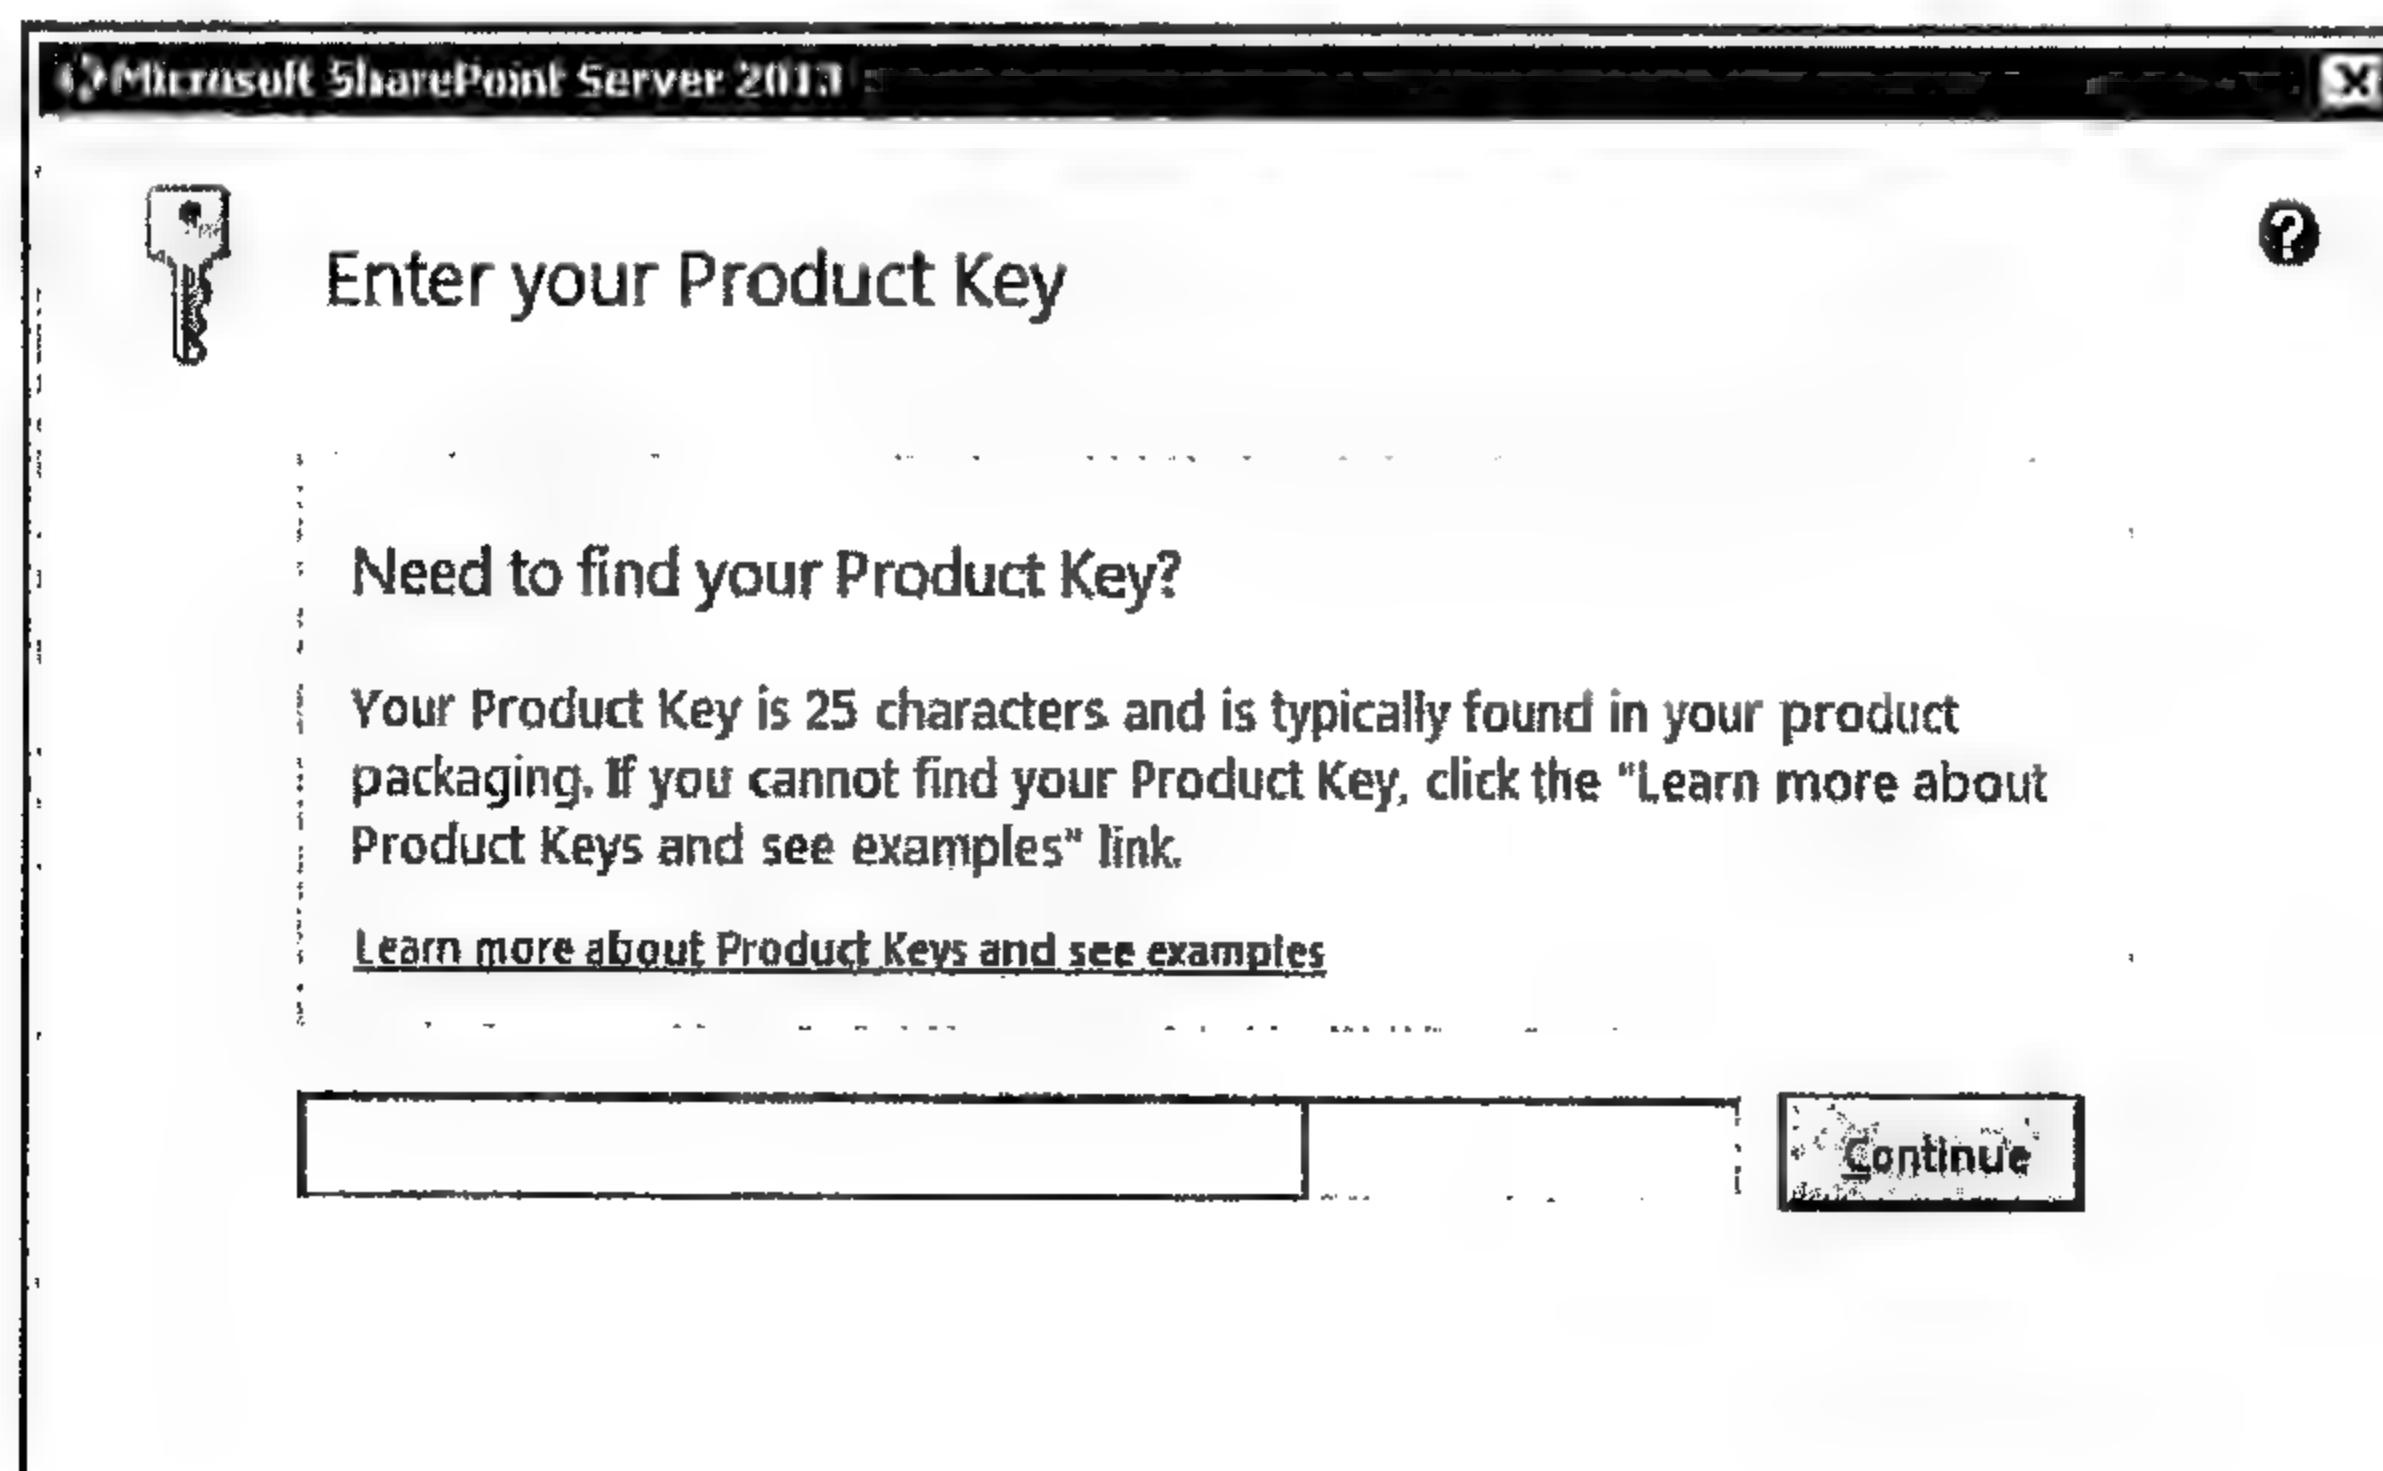 Microsoft SharePoint Server 2013
Enter your Product Key
Need to find your Product Key?
Your Product Key is 25 characters and is typically found in your product
packaging. If you cannot find your Product Key, click the "Learn more about
Product Keys and see examples" link.
Learn more about Product Keys and see examples
Continue